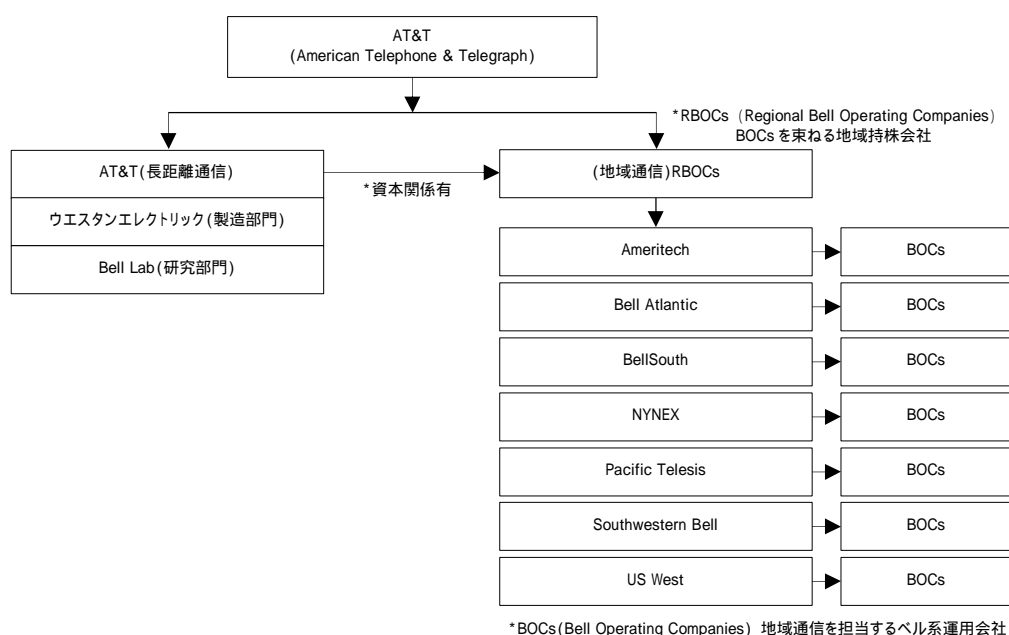 AT&T
(American Telephone & Telegraph)
*RBOCs (Regional Bell Operating Companies)
BOCsを束ねる地域持株会社
AT&T(長距離通信)
*資本関係有
(地域通信)RBOCs
ウエスタンエレクトリック(製造部門)
Bell Lab(研究部門)
Ameritech
BOCs
Bell Atlantic
BOCs
BellSouth
BOCs
NYNEX
BOCs
Pacific Telesis
BOCs
Southwestern Bell
BOCs
US West
BOCs
*BOCs(Bell Operating Companies) 地域通信を担当するベル系運用会社